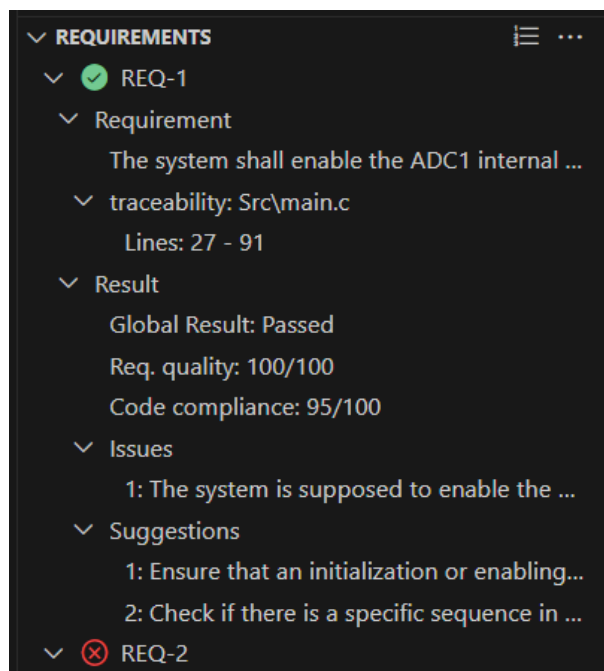 REQUIREMENTS
REQ-1
Requirement
The system shall enable the ADC1 internal ...
traceability: Src\main.c
Lines: 27 - 91
Result
Global Result: Passed
Req. quality: 100/100
Code compliance: 95/100
Issues
1: The system is supposed to enable the ...
Suggestions
1: Ensure that an initialization or enabling...
2: Check if there is a specific sequence in ...
REQ-2